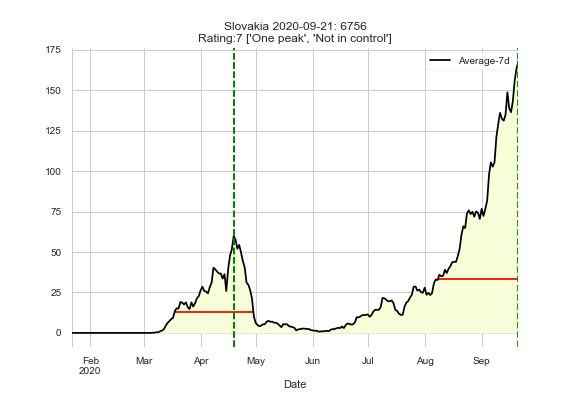 Slovakia 2020-09-21: 6756
Rating:7 ['One peak', 'Not in control']
Average-7d
175
150
125
100
75
50
25
0
Feb Mar Apr May Jun Jul Aug Sep
2020
Date